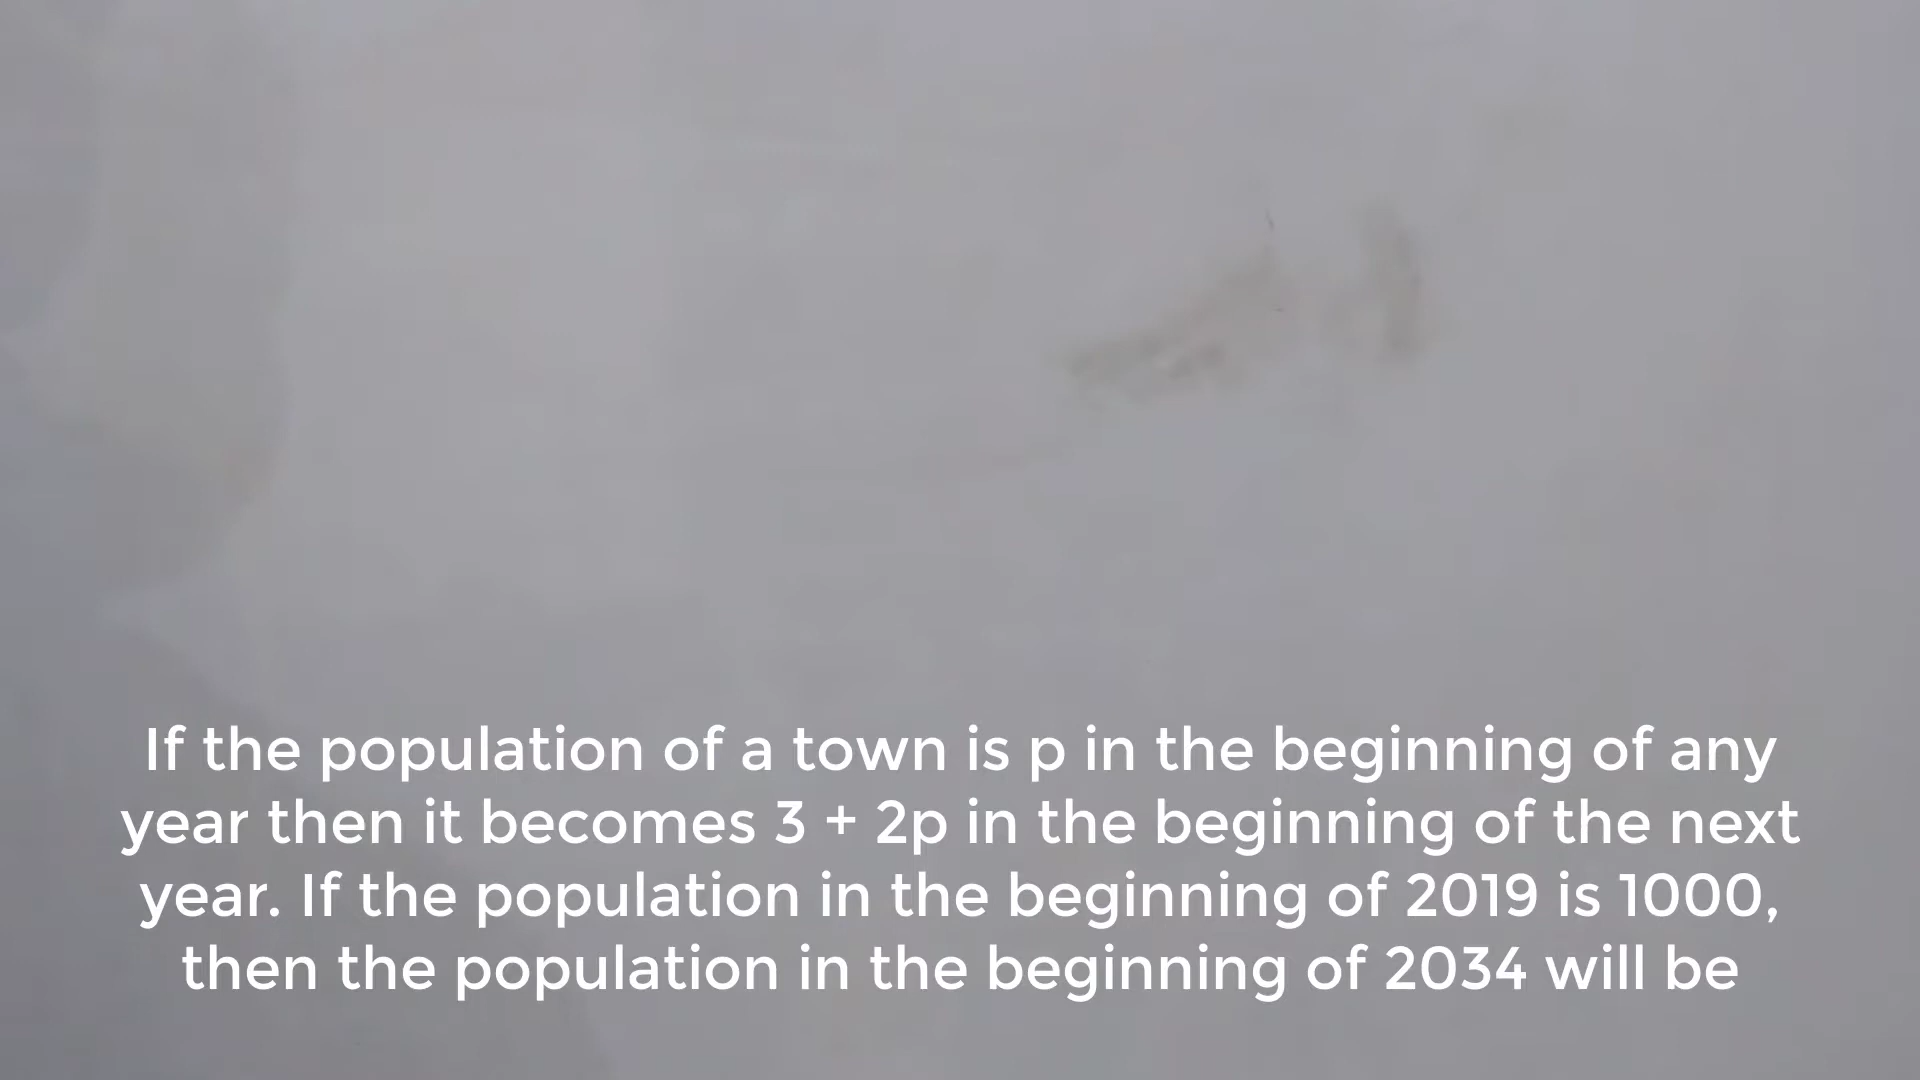 If the population of a town is p in the beginning of any
year then it becomes 3 + 2p in the beginning of the next
year. If the population in the beginning of 2019 is 1000,
then the population in the beginning of 2034 will be